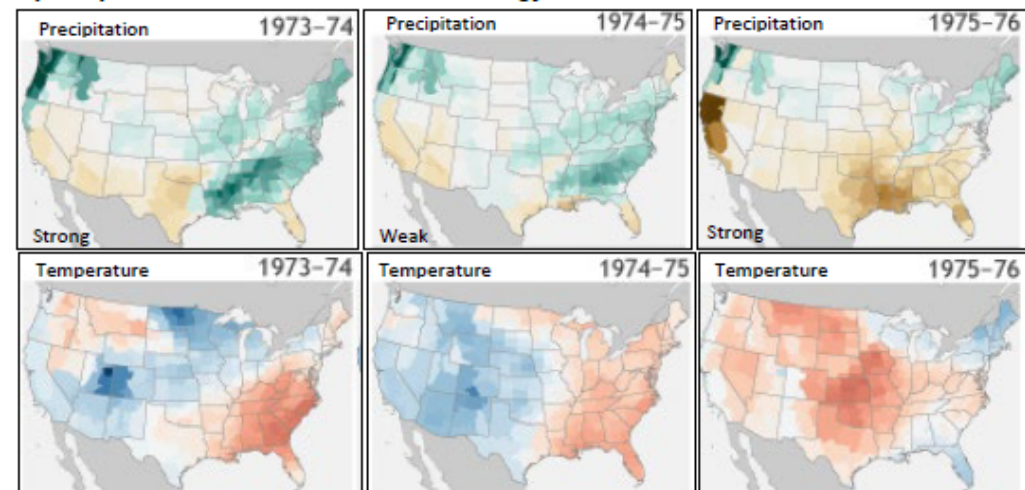 Precipitation 1973–74
Precipitation 1974–75
Precipitation 1975–76
Strong
Weak
Strong
Temperature 1973–74
Temperature 1974–75
Temperature 1975–76